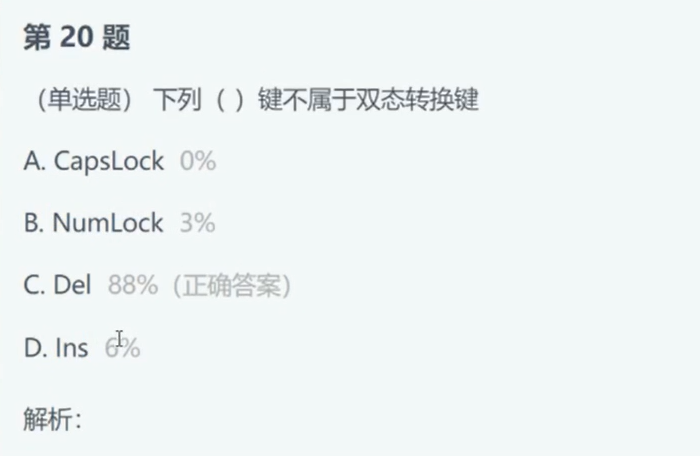 第 20 题
（单选题） 下列（ ）键不属于双态转换键
A. CapsLock 0%
B. NumLock 3%
C. Del 88%（正确答案）
D. Ins 6%
解析：